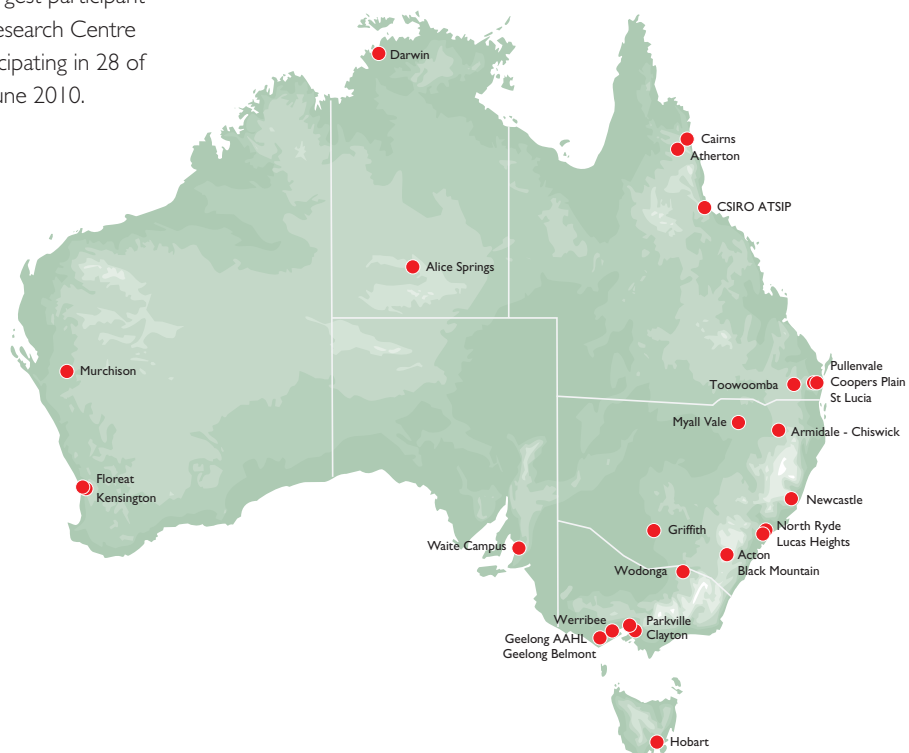 gest participant
esearch Centre
cipating in 28 of
une 2010.
Darwin
Cairns
Atherton
CSIRO ATSIP
Alice Springs
Murchison
Pullenvale
Toowoomba
Coopers Plain
St Lucia
Myall Vale
Armidale - Chiswick
Floreat
Kensington
Newcastle
Griffith
North Ryde
Lucas Heights
Waite Campus
Acton
Black Mountain
Wodonga
Werribee
Parkville
Clayton
Geelong AAHL
Geelong Belmont
Hobart